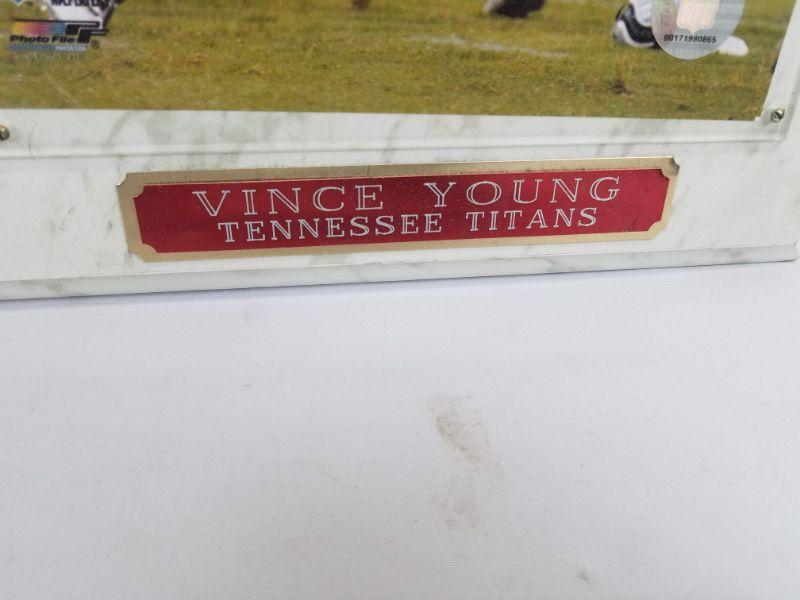 Photo File
00171980865
VINCE YOUNG
TENNESSEE TITANS